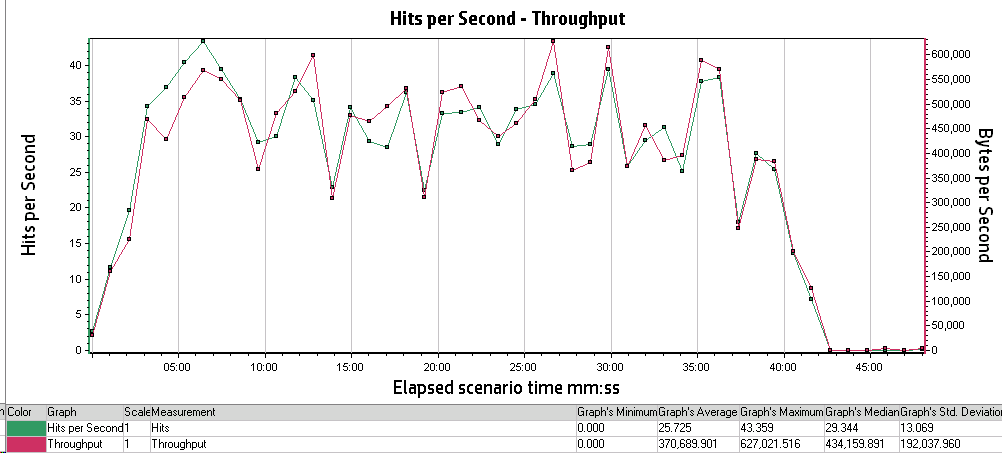 Hits per Second - Throughput
Hits per Second
40
35
30
25
20
15
10
5
0
600,000
550,000
500,000
450,000
400,000
350,000
300,000
250,000
200,000
150,000
100,000
50,000
0
Bytes per Second
05:00 10:00 15:00 20:00 25:00 30:00 35:00 40:00 45:00
Elapsed scenario time mm:ss
Color Graph Scale Measurement Graph's Minimum Graph's Average Graph's Maximum Graph's Median Graph's Std. Deviation
Hits per Second 1 Hits 0.000 25.725 43.359 29.344 13.069
Throughput 1 Throughput 0.000 370,689.901 627,021.516 434,159.891 192,037.960